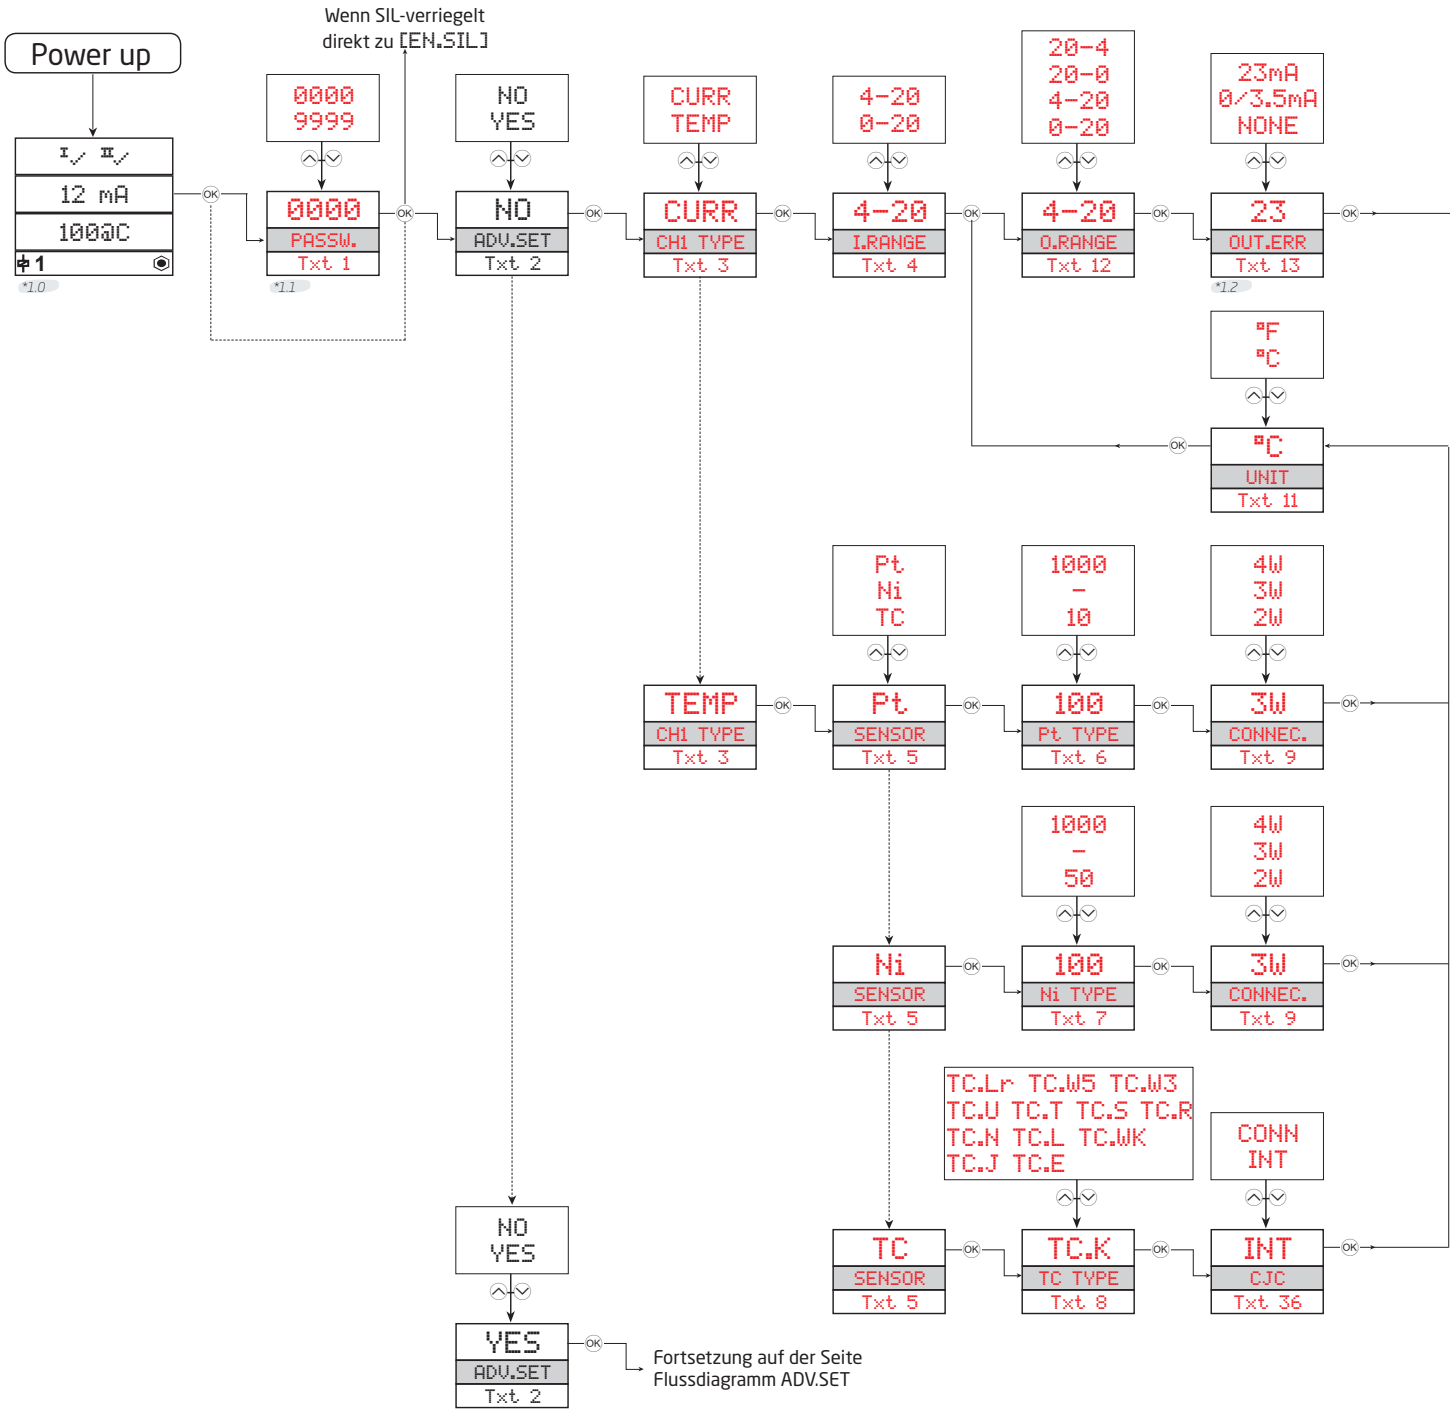 Wenn SIL-verriegelt
direkt zu [EN.SIL]
Power up
I/ II/
12 mA
100@C
1
*1.0
OK
0000
9999
0000
PASSW.
Txt 1
*1.1
OK
NO
YES
NO
ADV.SET
Txt 2
OK
CURR
TEMP
CURR
CH1 TYPE
Txt 3
OK
4-20
0-20
4-20
I.RANGE
Txt 4
OK
20-4
20-0
4-20
0-20
4-20
O.RANGE
Txt 12
OK
23mA
0/3.5mA
NONE
23
OUT.ERR
Txt 13
*1.2
OK
°F
°C
°C
UNIT
Txt 11
OK
TEMP
CH1 TYPE
Txt 3
OK
Pt
Ni
TC
Pt
SENSOR
Txt 5
OK
1000
-
10
100
Pt TYPE
Txt 6
OK
4W
3W
2W
3W
CONNEC.
Txt 9
OK
Ni
SENSOR
Txt 5
OK
1000
-
50
100
Ni TYPE
Txt 7
OK
4W
3W
2W
3W
CONNEC.
Txt 9
OK
TC
SENSOR
Txt 5
OK
TC.Lr TC.W5 TC.W3
TC.U TC.T TC.S TC.R
TC.N TC.L TC.WK
TC.J TC.E
TC.K
TC TYPE
Txt 8
OK
CONN
INT
INT
CJC
Txt 36
OK
NO
YES
YES
ADV.SET
Txt 2
OK
Fortsetzung auf der Seite
Flussdiagramm ADV.SET